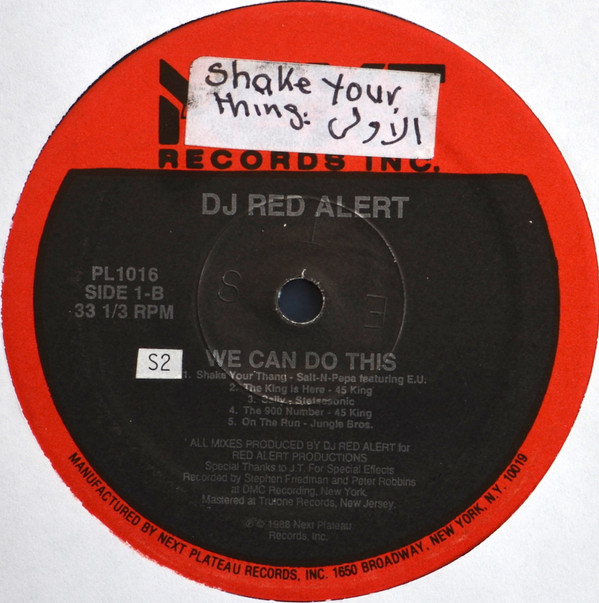 Shake Your
thing: الاولى
RECORDS INC.
DJ RED ALERT
PL1016
SIDE 1-B
33 1/3 RPM
S2
WE CAN DO THIS
1. Shake Your Thang - Salt-N-Pepa featuring E.U.
2. The King is Here - 45 King
3. Sally - Stetsasonic
4. The 900 Number - 45 King
5. On The Run - Jungle Bros.
* ALL MIXES PRODUCED BY DJ RED ALERT for
RED ALERT PRODUCTIONS
Special Thanks to J.T. For Special Effects
Recorded by Stephen Friedman and Peter Robbins
at DMC Recording, New York.
Mastered at Trutone Records, New Jersey.
℗ © 1988 Next Plateau
Records, Inc.
MANUFACTURED BY NEXT PLATEAU RECORDS, INC. 1650 BROADWAY, NEW YORK, N.Y. 10019